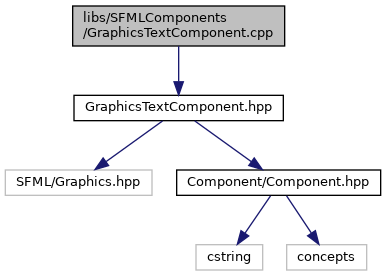 libs/SFMLComponents
/GraphicsTextComponent.cpp
GraphicsTextComponent.hpp
SFML/Graphics.hpp
Component/Component.hpp
cstring
concepts